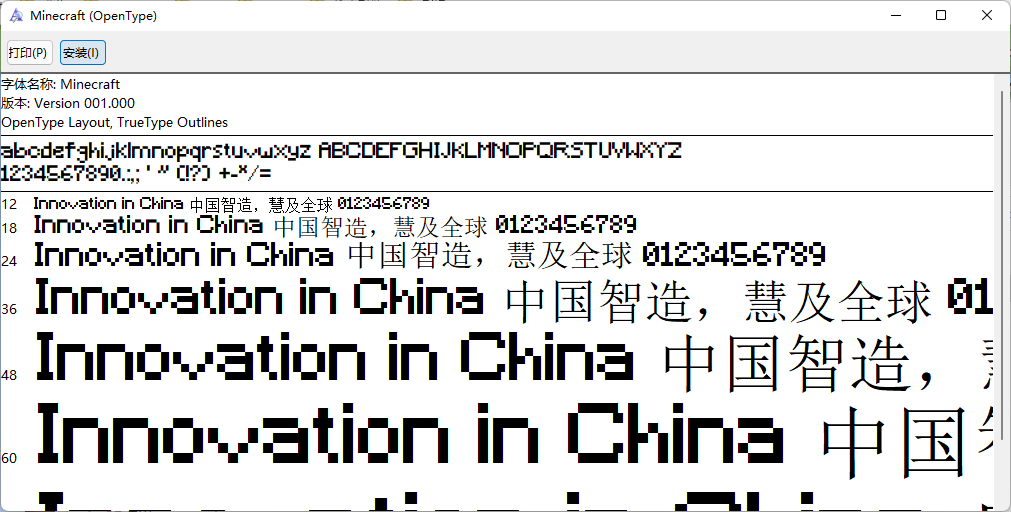 Minecraft (OpenType)
打印(P) 安装(I)
字体名称: Minecraft
版本: Version 001.000
OpenType Layout, TrueType Outlines
abcdefghijklmnopqrstuvwxyz ABCDEFGHIJKLMNOPQRSTUVWXYZ
1234567890.:,; ' " (!?) +-*/=
12 Innovation in China 中国智造，慧及全球 0123456789
18 Innovation in China 中国智造，慧及全球 0123456789
24 Innovation in China 中国智造，慧及全球 0123456789
36 Innovation in China 中国智造，慧及全球 01
48 Innovation in China 中国智造，
60 Innovation in China 中国